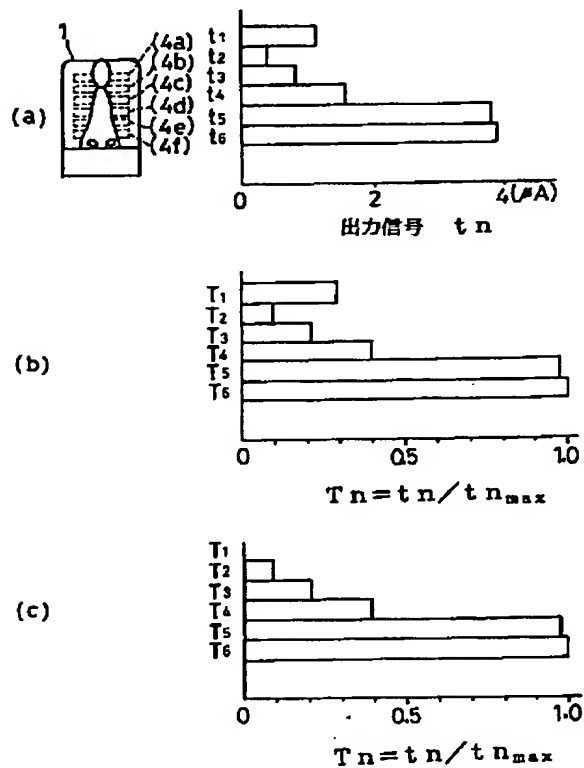 (a)
1
(4a)
(4b)
(4c)
(4d)
(4e)
(4f)
t1
t2
t3
t4
t5
t6
0 2 4(μA)
出力信号 tn
(b)
T1
T2
T3
T4
T5
T6
0 0.5 1.0
Tn=tn/tnmax
(c)
T1
T2
T3
T4
T5
T6
0 0.5 1.0
Tn=tn/tnmax